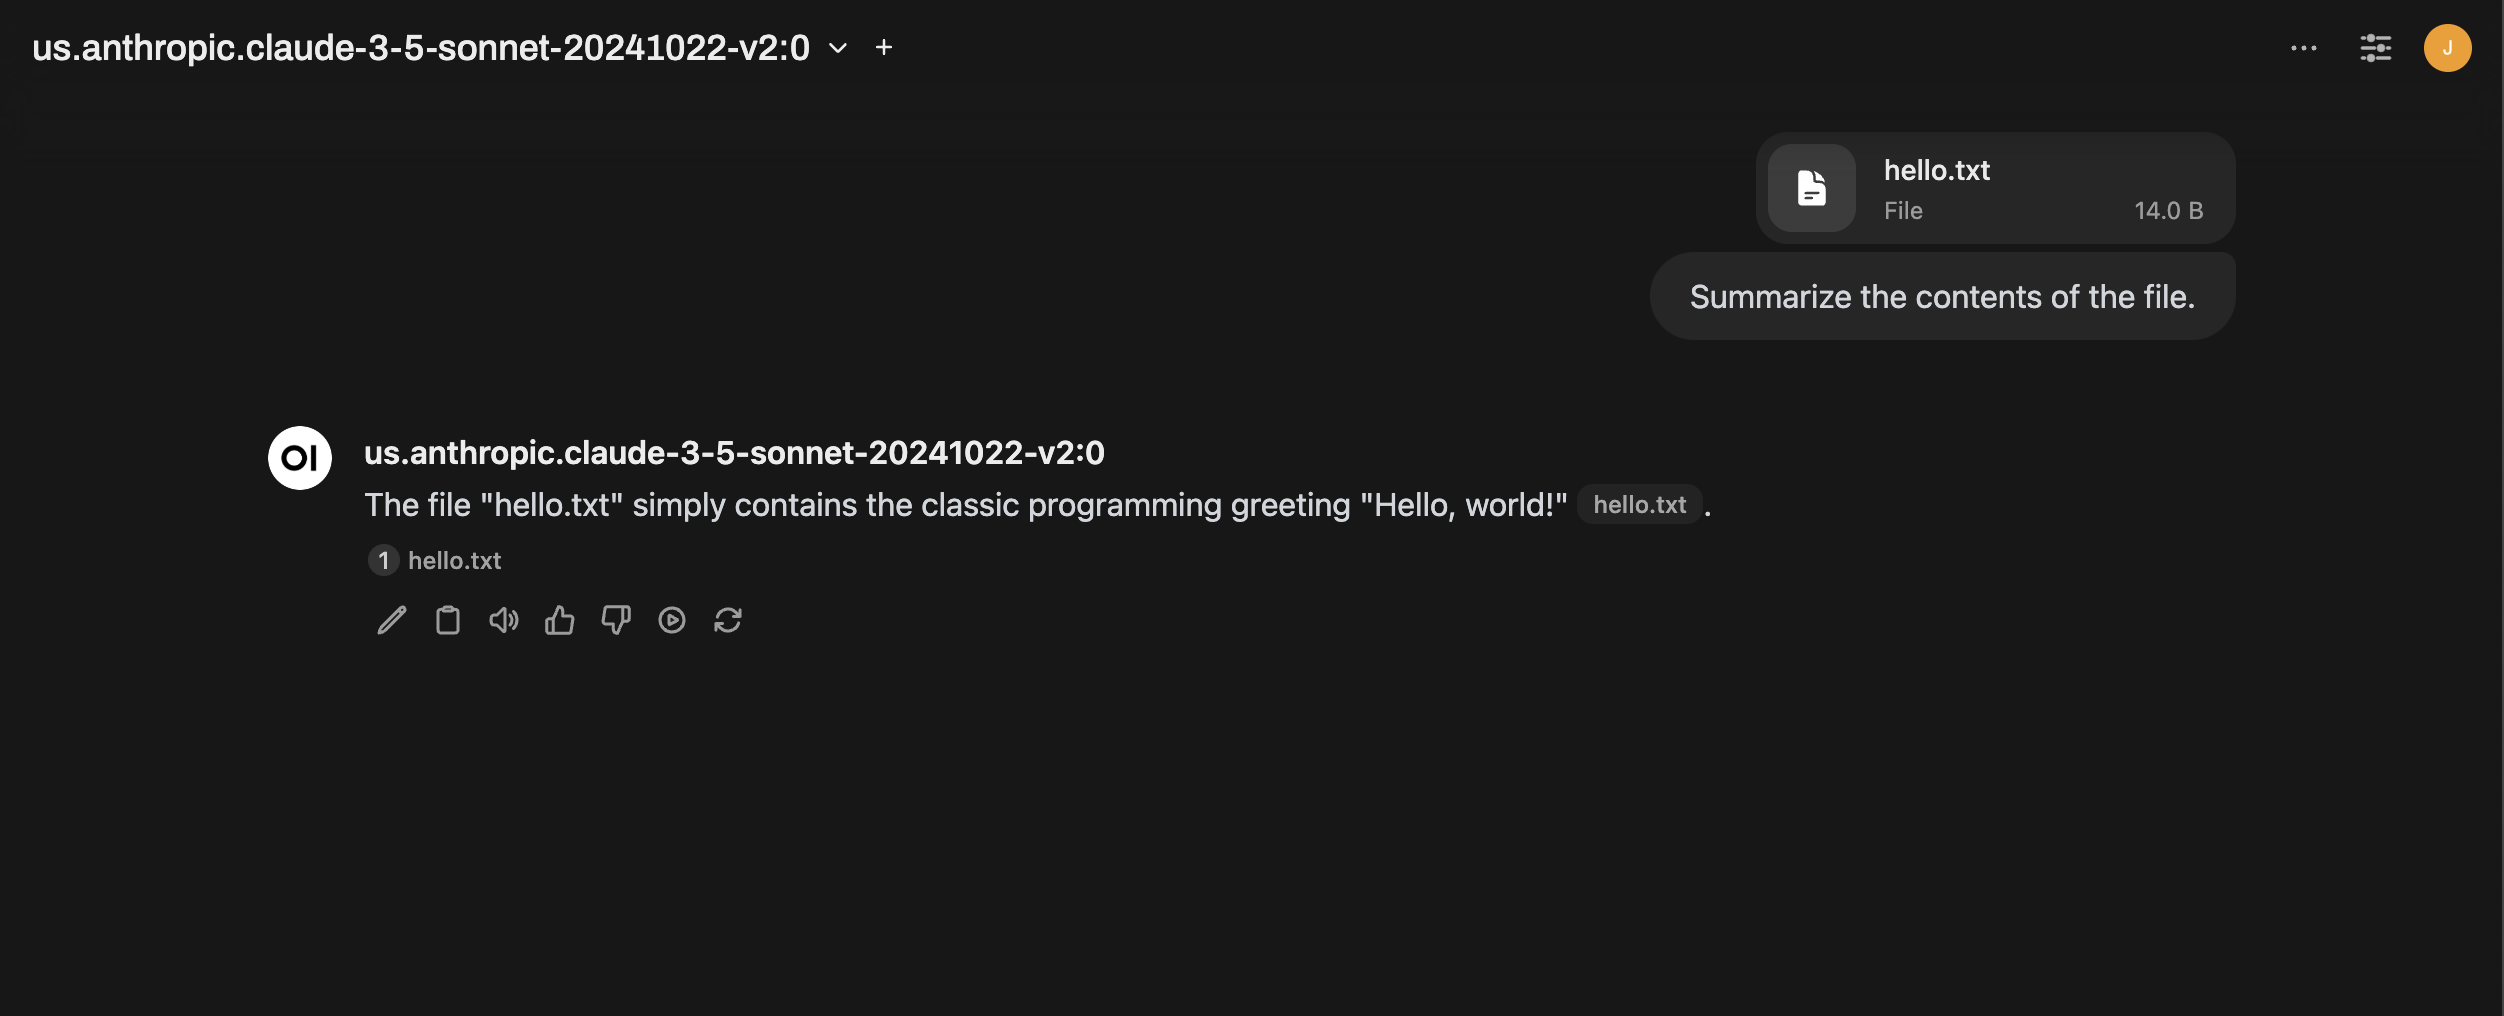 us.anthropic.claude-3-5-sonnet-20241022-v2:0
J
hello.txt
File 14.0 B
Summarize the contents of the file.
OI
us.anthropic.claude-3-5-sonnet-20241022-v2:0
The file "hello.txt" simply contains the classic programming greeting "Hello, world!" hello.txt .
1 hello.txt